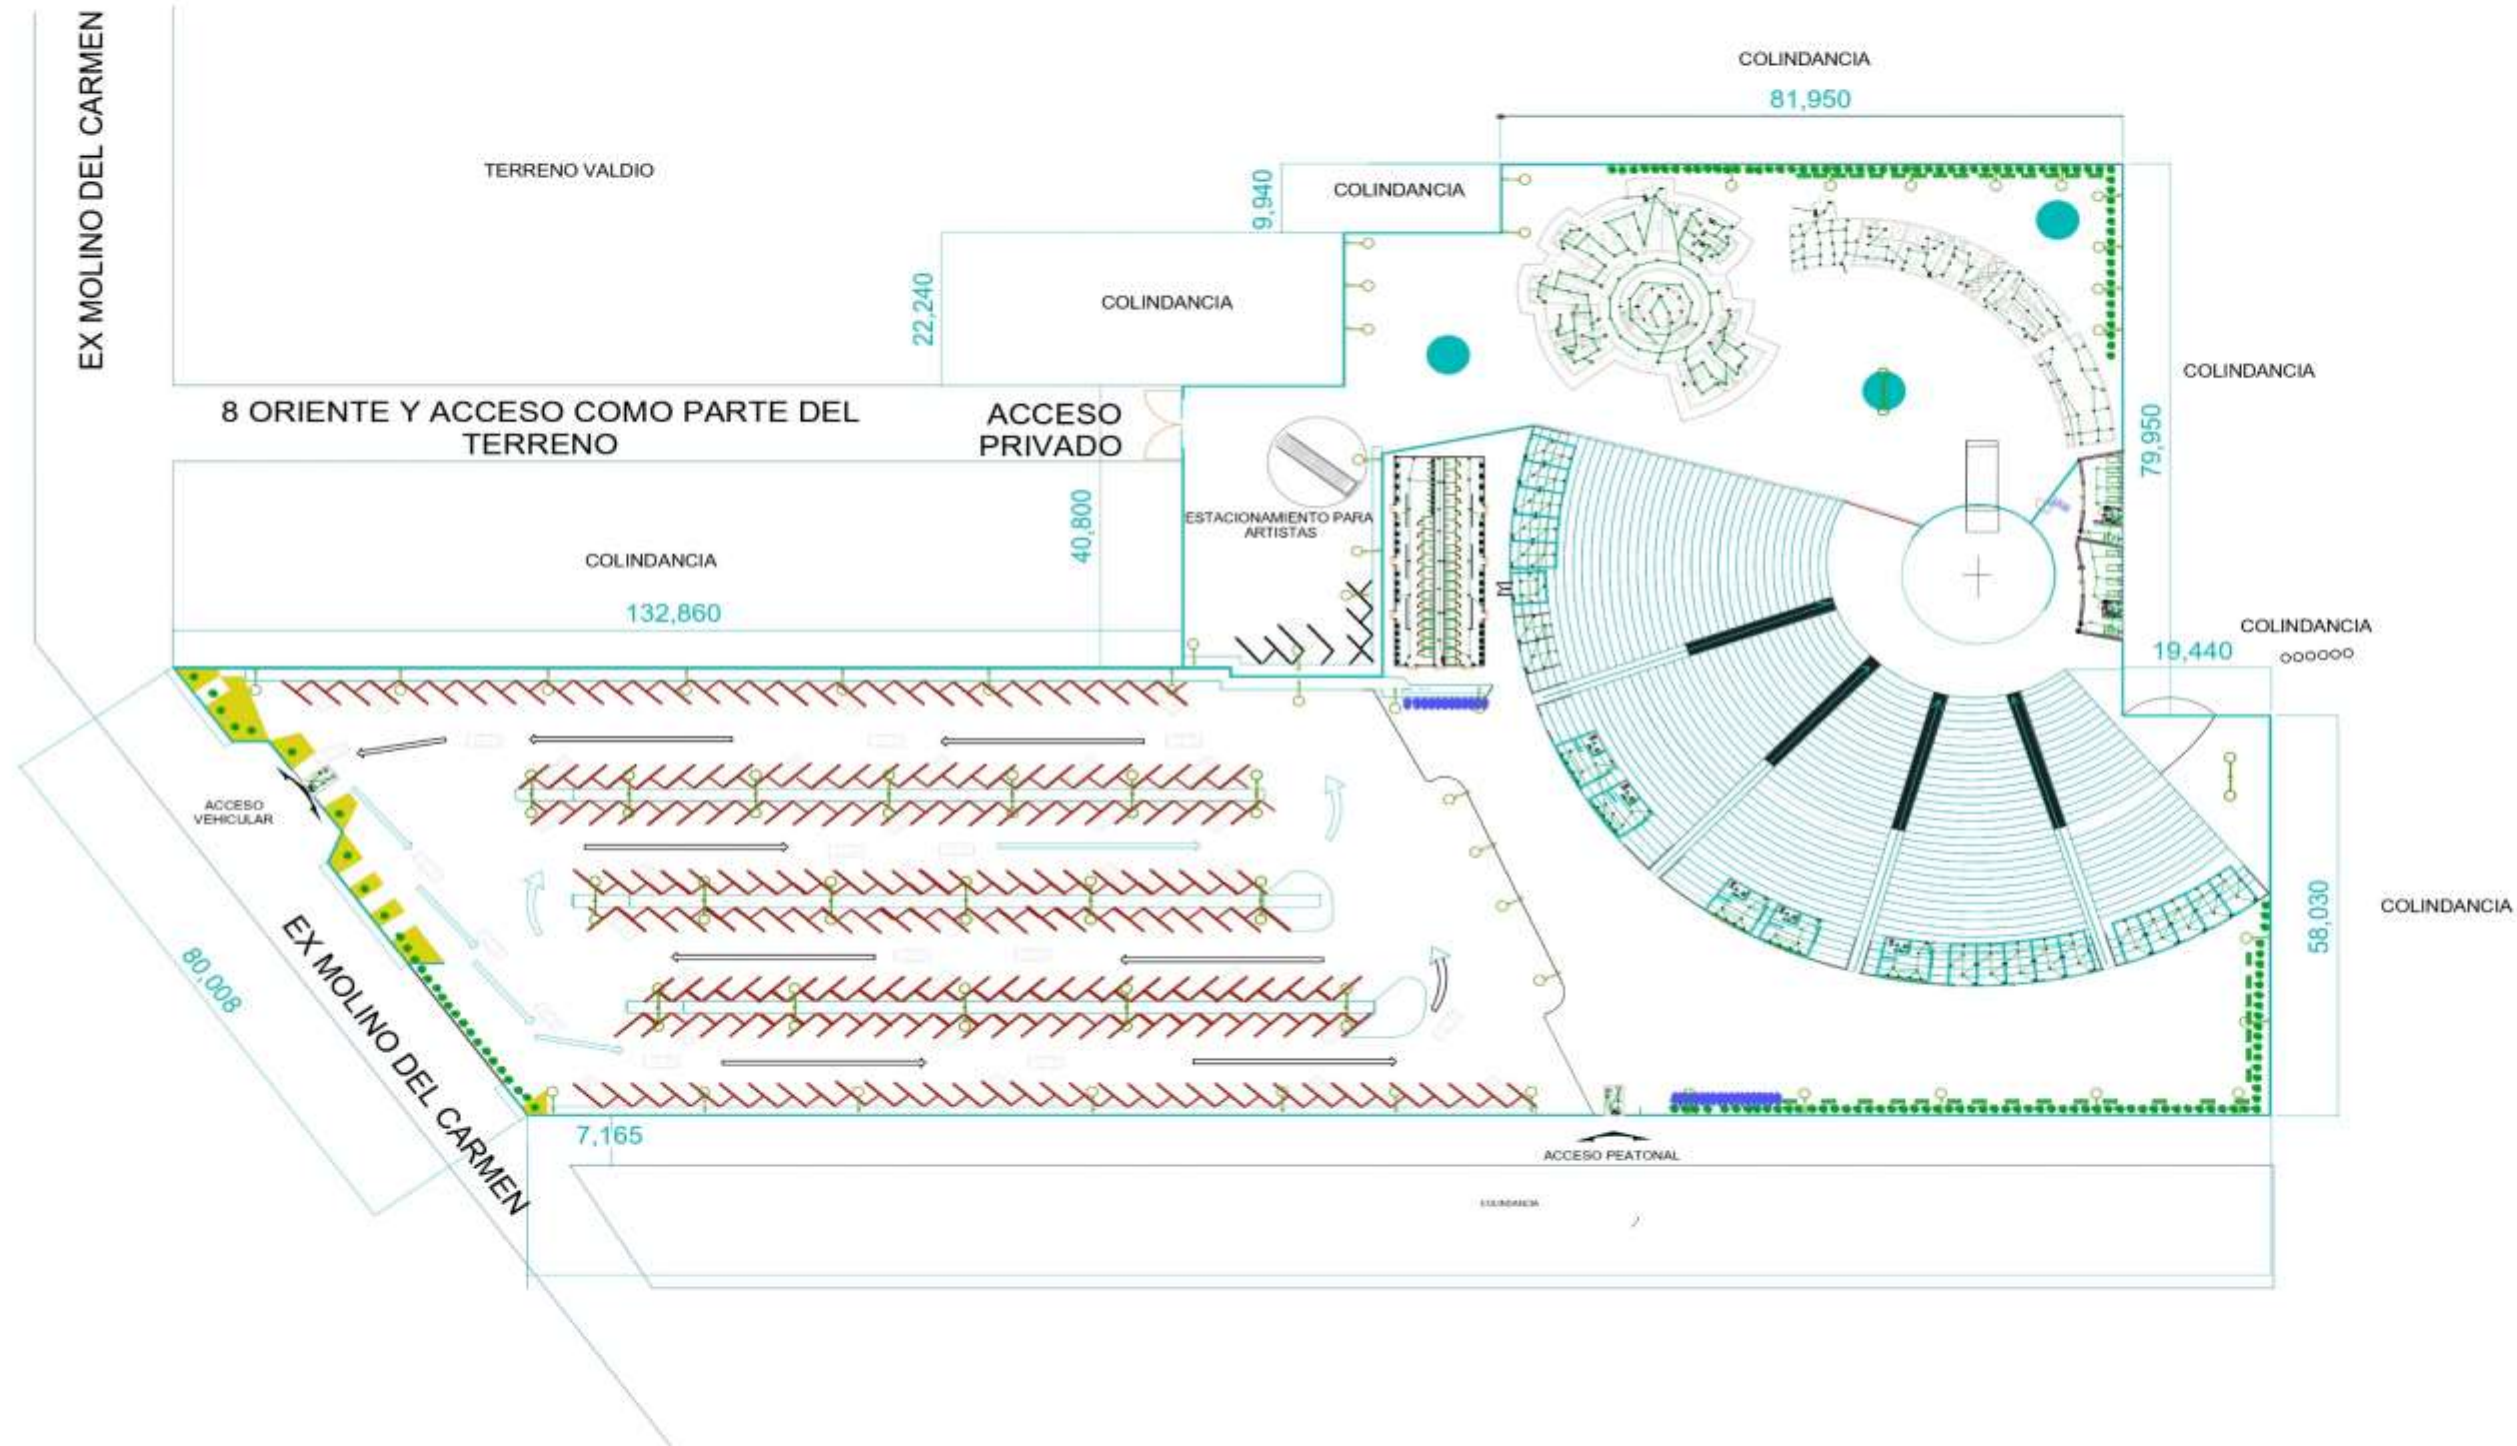 EX MOLINO DEL CARMEN
COLINDANCIA
81,950
TERRENO VALDIO
9,940
COLINDANCIA
22,240
COLINDANCIA
COLINDANCIA
8 ORIENTE Y ACCESO COMO PARTE DEL
TERRENO
ACCESO
PRIVADO
79,950
40,800
ESTACIONAMIENTO PARA
ARTISTAS
COLINDANCIA
132,860
COLINDANCIA
19,440
ACCESO
VEHICULAR
58,030
COLINDANCIA
80,008
EX MOLINO DEL CARMEN
7,165
ACCESO PEATONAL
COLINDANCIA